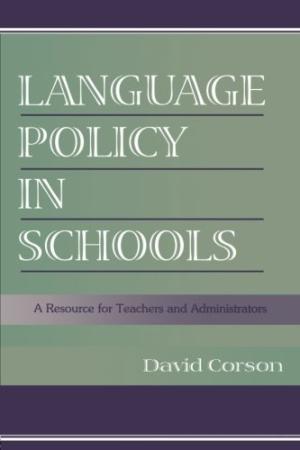 LANGUAGE
POLICY
IN
SCHOOLS
A Resource for Teachers and Administrators
David Corson